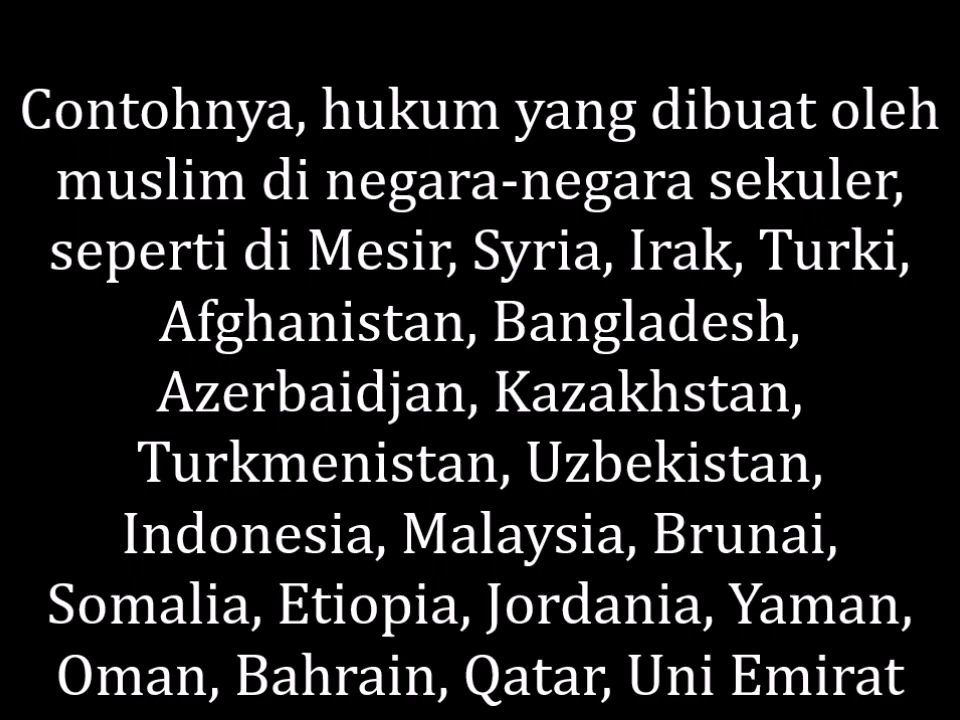 Contohnya, hukum yang dibuat oleh
muslim di negara-negara sekuler,
seperti di Mesir, Syria, Irak, Turki,
Afghanistan, Bangladesh,
Azerbaidjan, Kazakhstan,
Turkmenistan, Uzbekistan,
Indonesia, Malaysia, Brunai,
Somalia, Etiopia, Jordania, Yaman,
Oman, Bahrain, Qatar, Uni Emirat